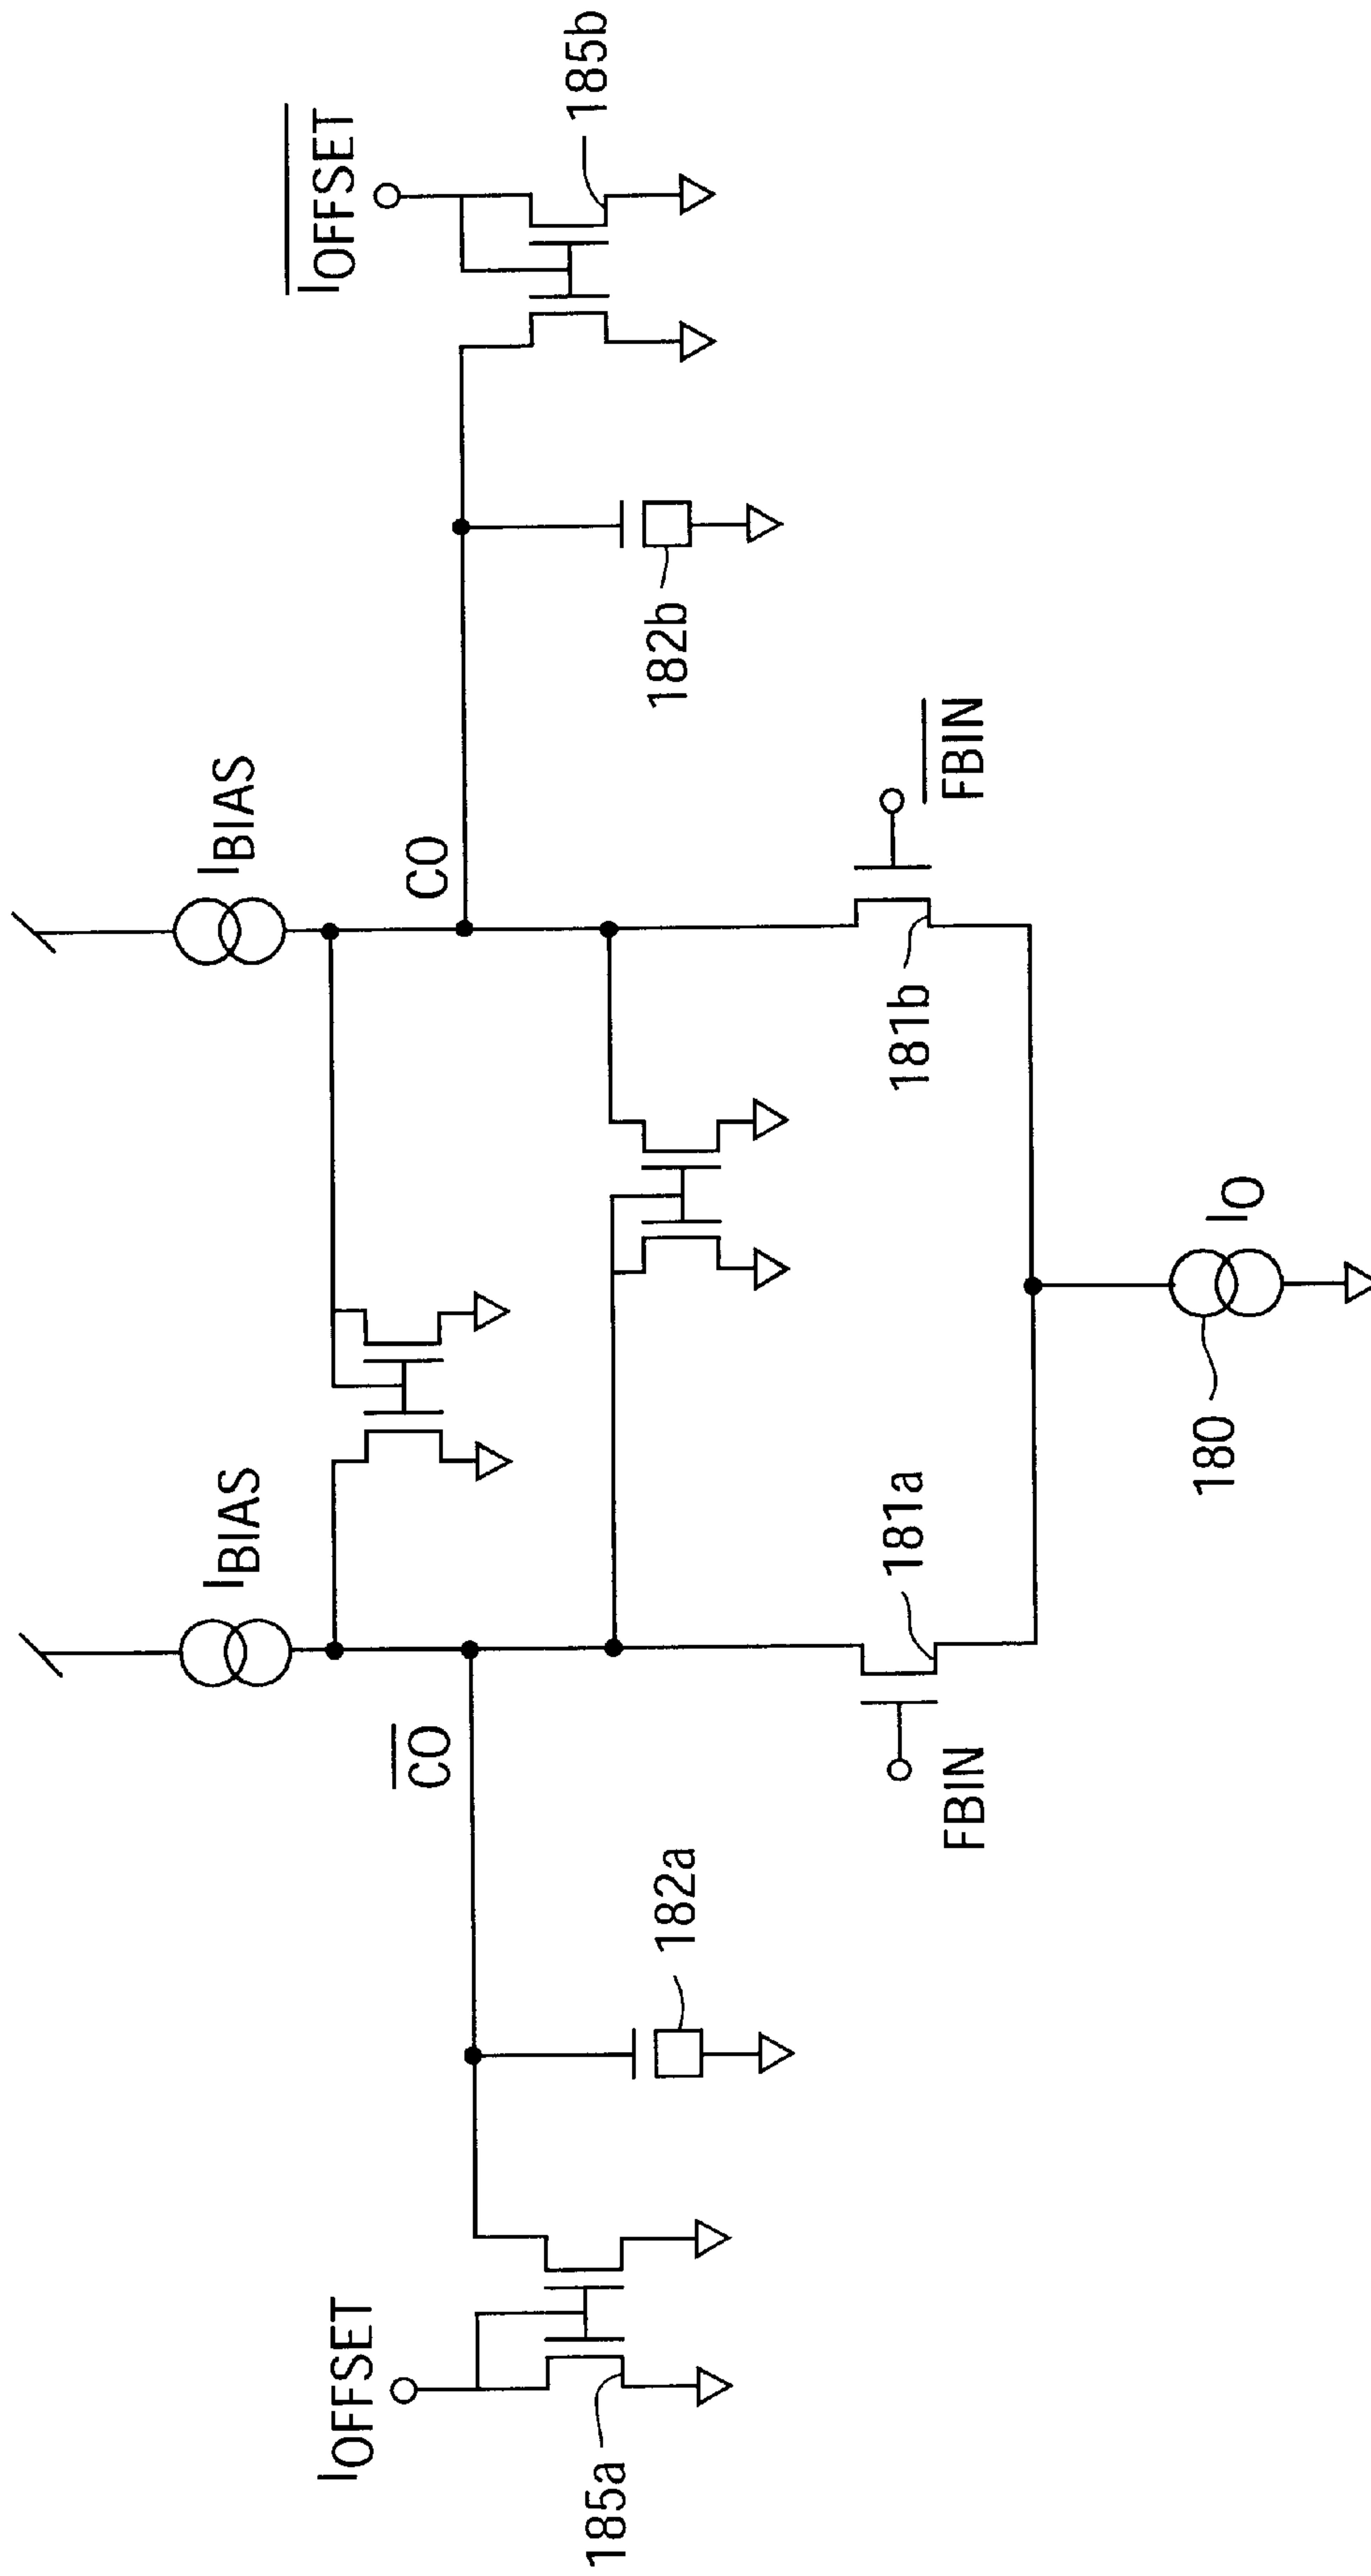 IBIAS
IBIAS
IOFFSET
CO
CO
IOFFSET
185a
182a
182b
185b
FBIN
181a
181b
FBIN
180
IO